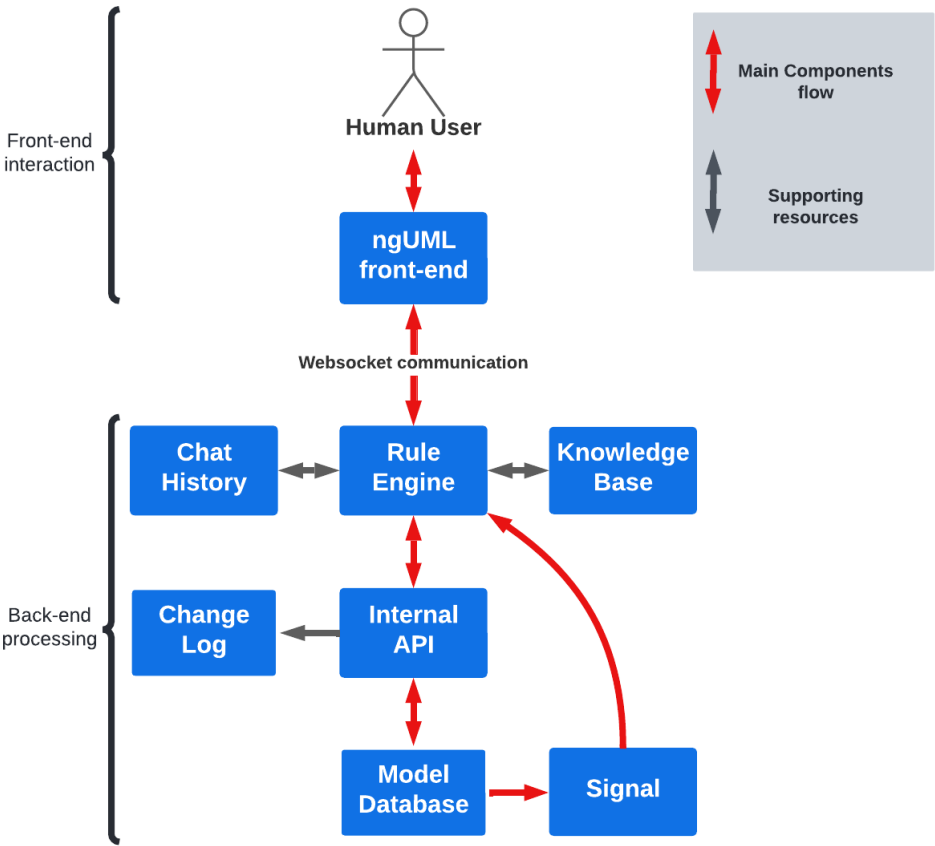 Human User
Front-end
interaction
ngUML
front-end
Main Components
flow
Supporting
resources
Websocket communication
Chat
History
Rule
Engine
Knowledge
Base
Back-end
processing
Change
Log
Internal
API
Model
Database
Signal